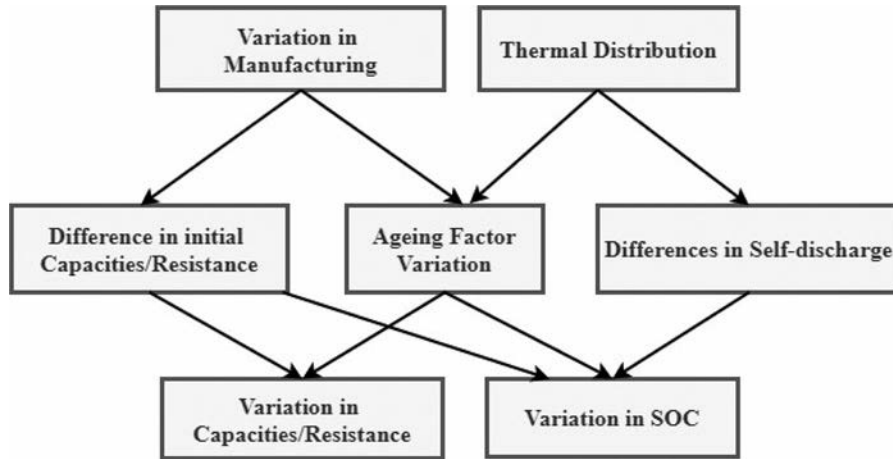 Variation in
Manufacturing
Thermal Distribution
Difference in initial
Capacities/Resistance
Ageing Factor
Variation
Differences in Self-discharge
Variation in
Capacities/Resistance
Variation in SOC